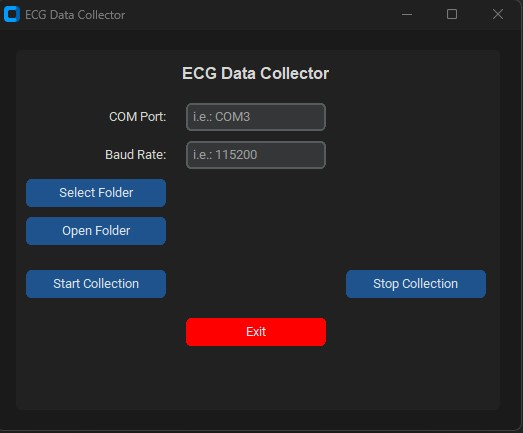 ECG Data Collector
ECG Data Collector
COM Port: i.e.: COM3
Baud Rate: i.e.: 115200
Select Folder
Open Folder
Start Collection Stop Collection
Exit